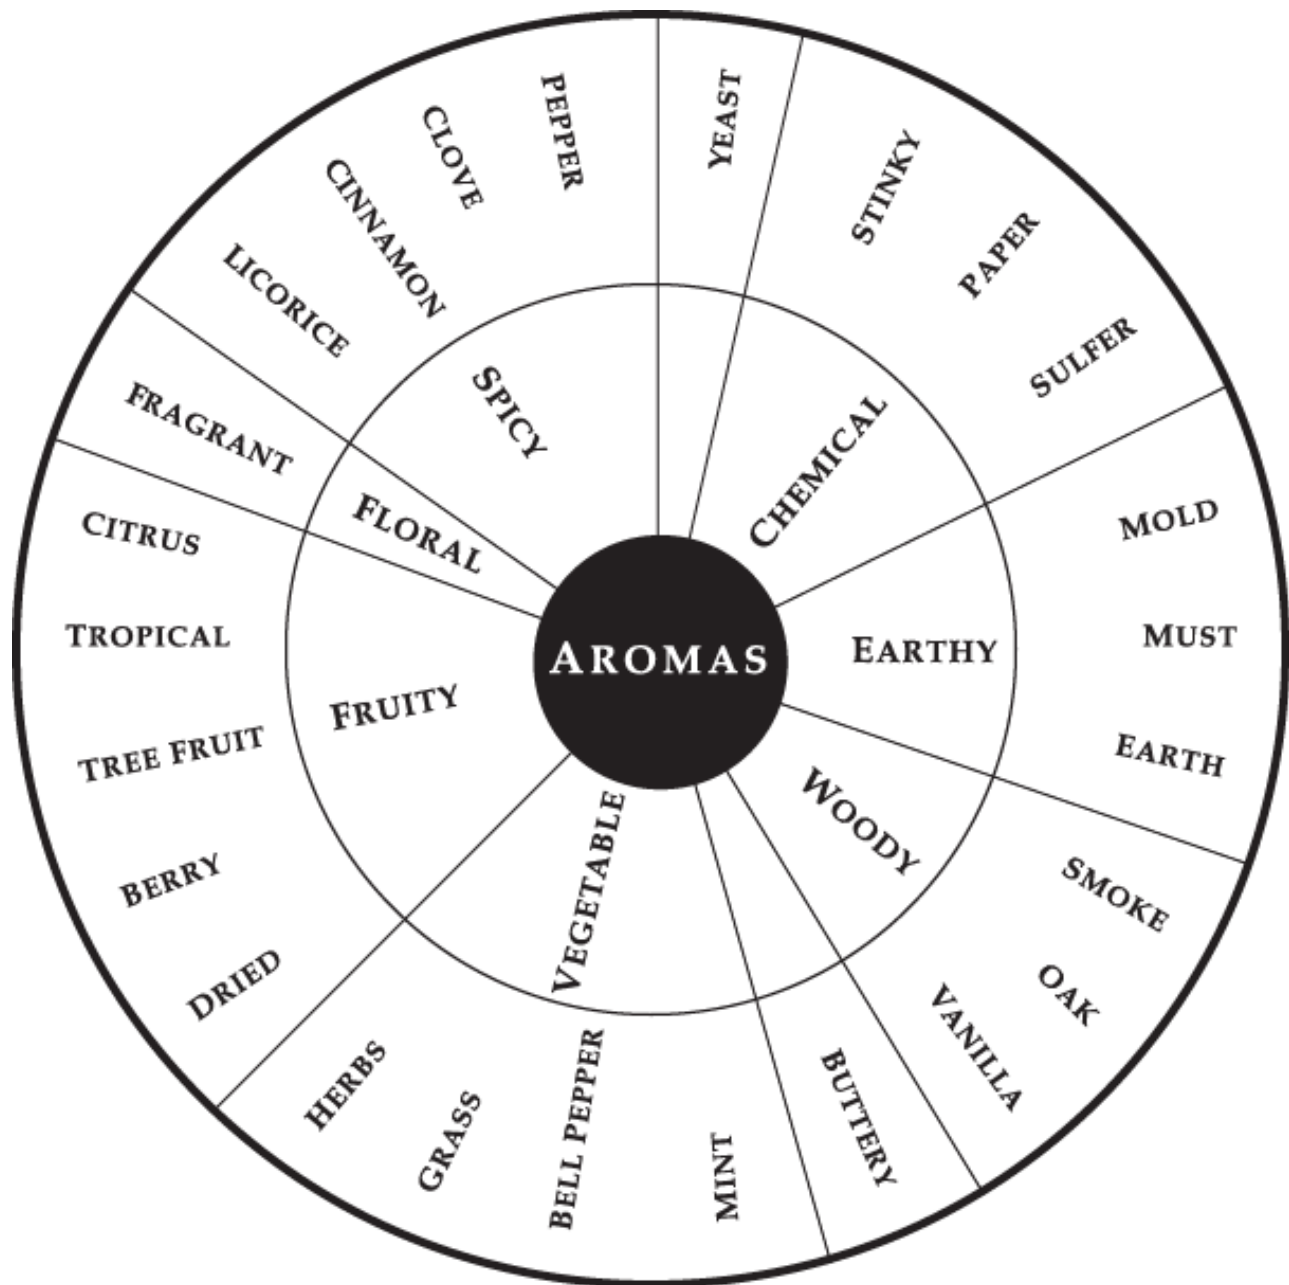 AROMAS
CHEMICAL
EARTHY
WOODY
VEGETABLE
FRUITY
FLORAL
SPICY
YEAST
STINKY
PAPER
SULFER
MOLD
MUST
EARTH
SMOKE
OAK
VANILLA
BUTTERY
MINT
BELL PEPPER
GRASS
HERBS
DRIED
BERRY
TREE FRUIT
TROPICAL
CITRUS
FRAGRANT
LICORICE
CINNAMON
CLOVE
PEPPER